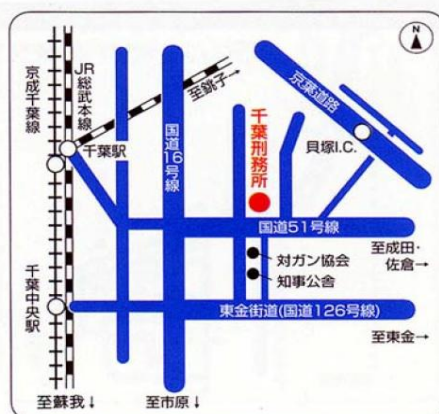 N
京成千葉線
JR総武本線
至銚子→
国道16号線
京葉道路
千葉駅
千葉刑務所
貝塚I.C.
国道51号線
至成田・
佐倉→
対ガン協会
知事公舎
千葉中央駅
東金街道(国道126号線)
至東金→
至蘇我↓
至市原↓